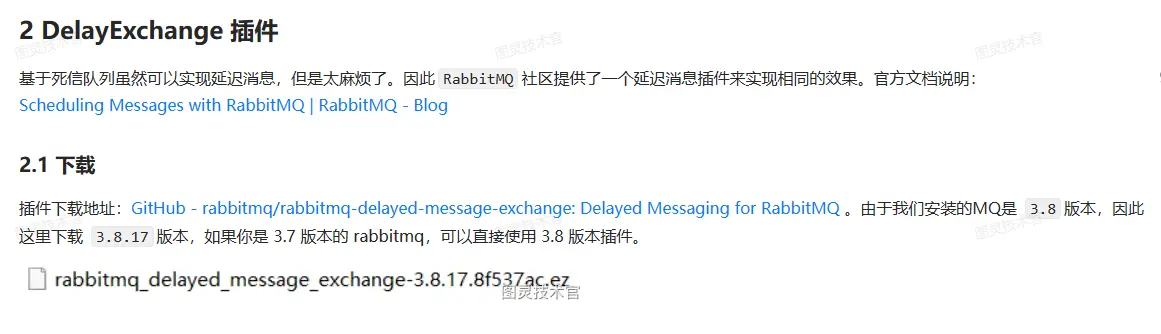 2 DelayExchange 插件
基于死信队列虽然可以实现延迟消息，但是太麻烦了。因此 RabbitMQ 社区提供了一个延迟消息插件来实现相同的效果。官方文档说明：
Scheduling Messages with RabbitMQ | RabbitMQ - Blog
2.1 下载
插件下载地址：GitHub - rabbitmq/rabbitmq-delayed-message-exchange: Delayed Messaging for RabbitMQ 。由于我们安装的MQ是 3.8 版本，因此
这里下载 3.8.17 版本，如果你是 3.7 版本的 rabbitmq，可以直接使用 3.8 版本插件。
rabbitmq_delayed_message_exchange-3.8.17.8f537ac.ez
图灵技术官